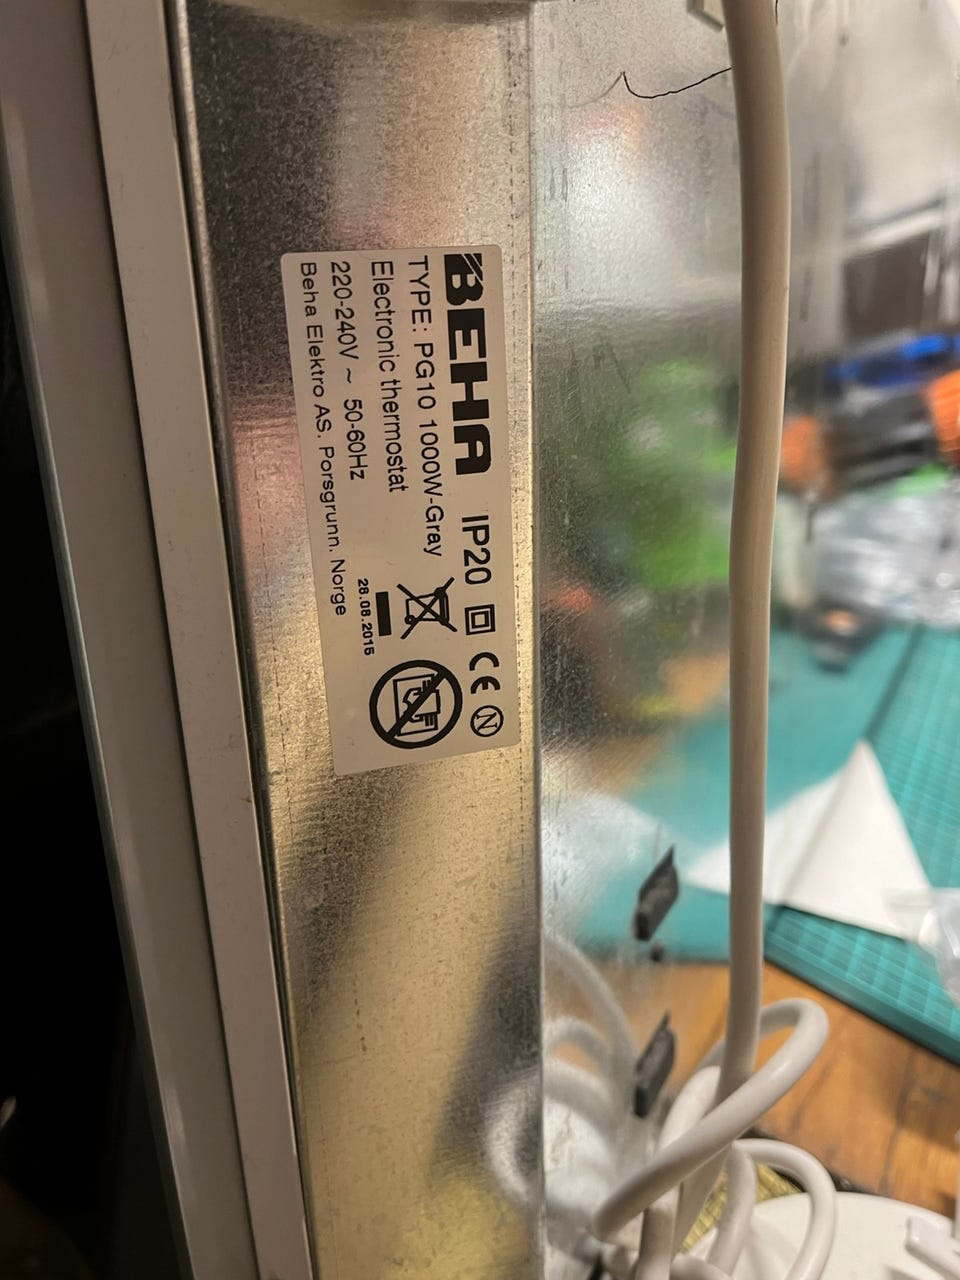 BEHA IP20 CE N
TYPE: PG10 1000W-Gray
Electronic thermostat
220-240V ~ 50-60Hz
28.08.2015
Beha Elektro AS. Porsgrunn. Norge